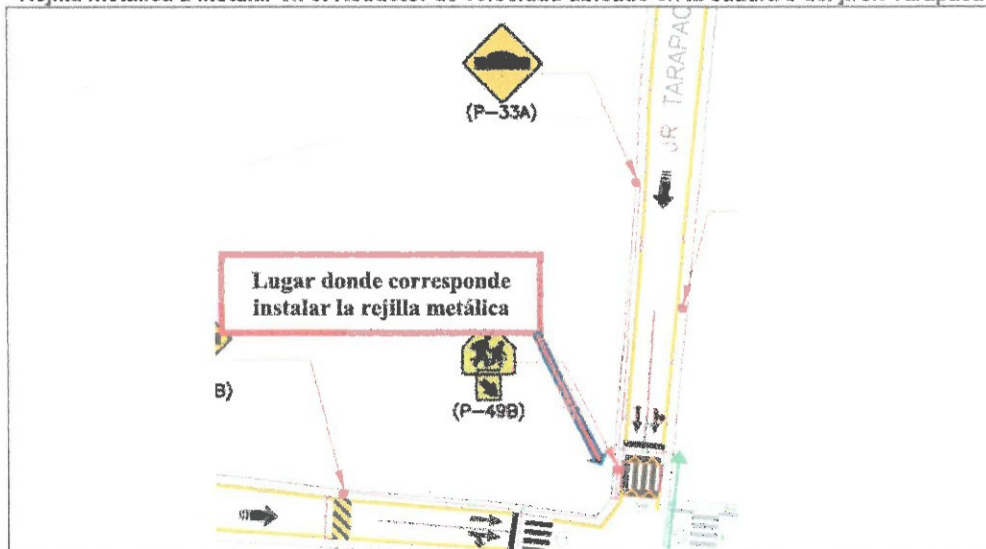 (P-33A)
JR TARAPAC
Lugar donde corresponde
instalar la rejilla metálica
B)
(P-49B)